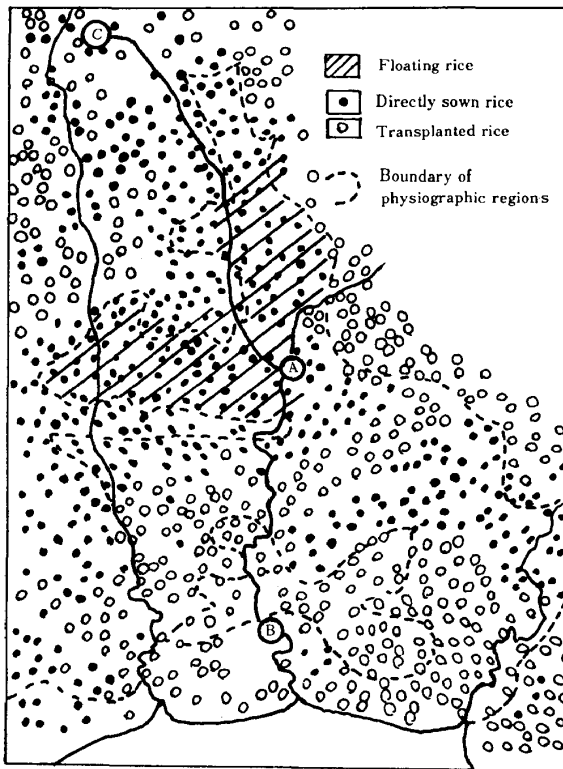 C
Floating rice
Directly sown rice
Transplanted rice
Boundary of
physiographic regions
A
B